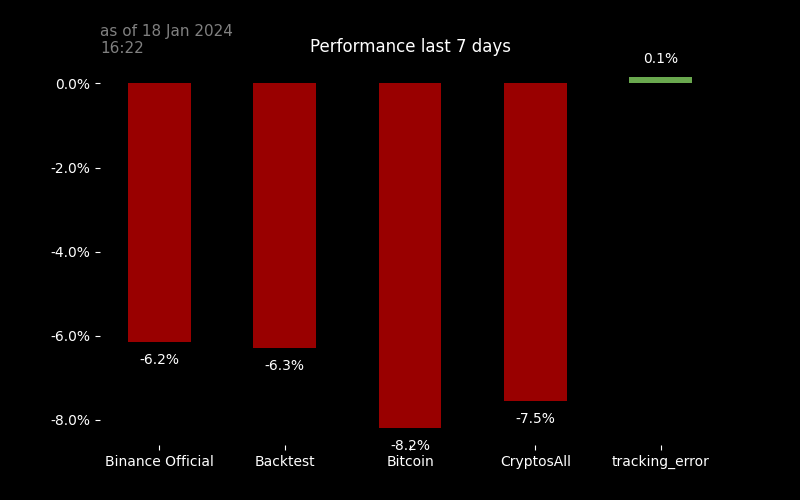 as of 18 Jan 2024
16:22
Performance last 7 days
0.1%
0.0%
-2.0%
-4.0%
-6.0%
-8.0%
-6.2%
-6.3%
-8.2%
-7.5%
Binance Official
Backtest
Bitcoin
CryptosAll
tracking_error